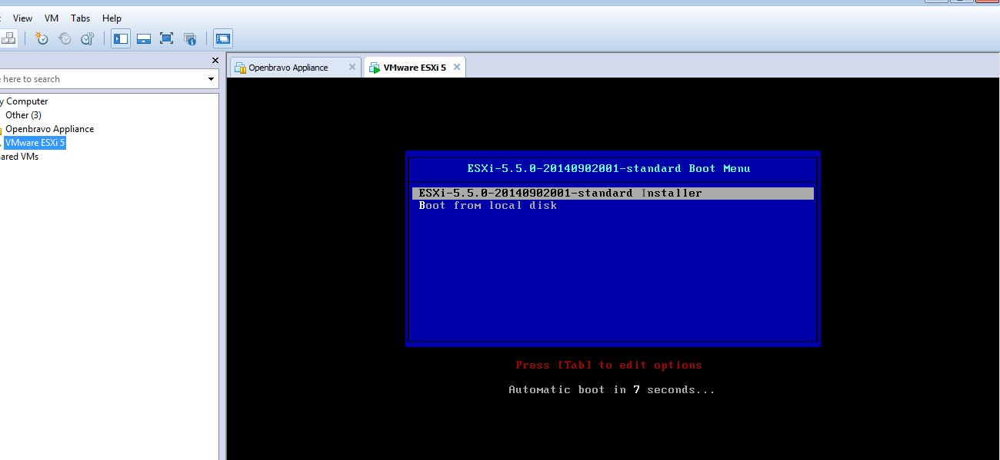 View VM Tabs Help
here to search
y Computer
Other (3)
Openbravo Appliance
VMware ESXi 5
ared VMs
Openbravo Appliance
VMware ESXi 5
ESXi-5.5.0-20140902001-standard Boot Menu
ESXi-5.5.0-20140902001-standard Installer
Boot from local disk
Press [Tab] to edit options
Automatic boot in 7 seconds...